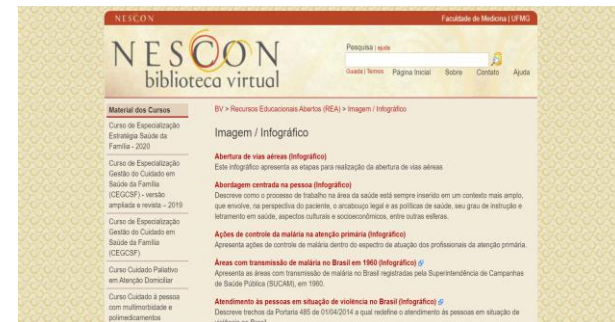 NESCON
Faculdade de Medicina | UFMG
NESCON
biblioteca virtual
Pesquisa | ajuda
Guiada | Termos
Página Inicial
Sobre
Contato
Ajuda
Material dos Cursos
Curso de Especialização
Estratégia Saúde da
Família - 2020
Curso de Especialização
Gestão do Cuidado em
Saúde da Família
(CEGCSF) - versão
ampliada e revista – 2019
Curso de Especialização
Gestão do Cuidado em
Saúde da Família
(CEGCSF)
Curso Cuidado Paliativo
em Atenção Domiciliar
Curso Cuidado à pessoa
com multimorbidade e
polimedicamentos
BV > Recursos Educacionais Abertos (REA) > Imagem / Infográfico
Imagem / Infográfico
Abertura de vias aéreas (Infográfico)
Este infográfico apresenta as etapas para realização da abertura de vias aéreas
Abordagem centrada na pessoa (Infográfico)
Descreve como o processo de trabalho na área da saúde está sempre inserido em um contexto mais amplo,
que envolve, na perspectiva do paciente, o arcabouço legal e as políticas de saúde, seu grau de instrução e
letramento em saúde, aspectos culturais e socioeconômicos, entre outras esferas.
Ações de controle da malária na atenção primária (Infográfico)
Apresenta ações de controle de malária dentro do espectro de atuação dos profissionais da atenção primária.
Áreas com transmissão de malária no Brasil em 1960 (Infográfico)
Apresenta as áreas com transmissão de malária no Brasil registradas pela Superintendência de Campanhas
de Saúde Pública (SUCAM), em 1960.
Atendimento às pessoas em situação de violência no Brasil (Infográfico)
Descreve trechos da Portaria 485 de 01/04/2014 a qual redefine o atendimento às pessoas em situação de
violência no Brasil